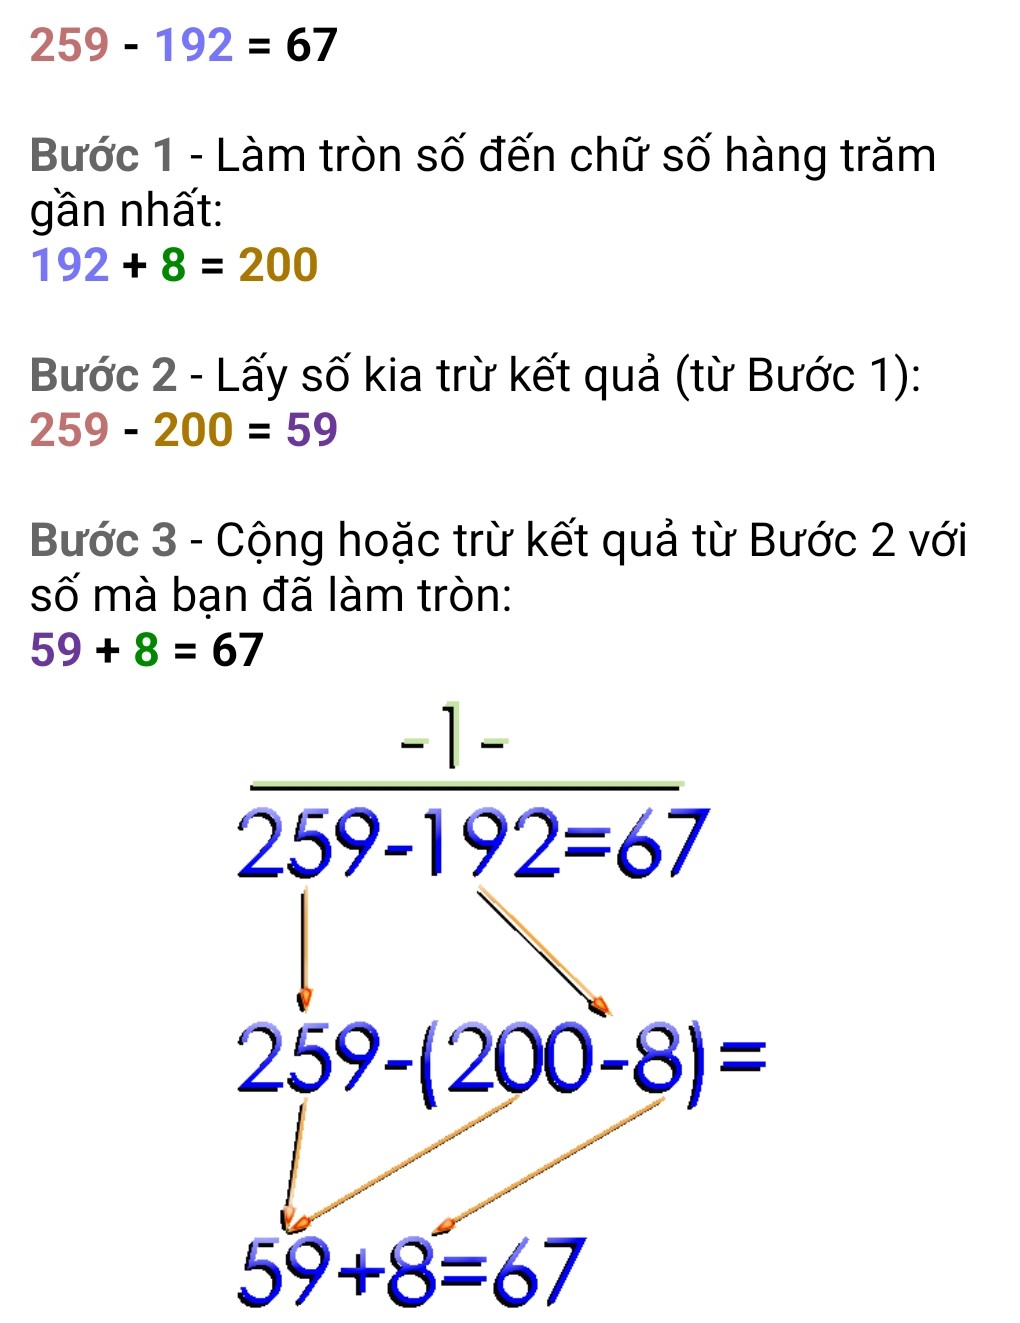 259 - 192 = 67
Bước 1 - Làm tròn số đến chữ số hàng trăm
gần nhất:
192 + 8 = 200
Bước 2 - Lấy số kia trừ kết quả (từ Bước 1):
259 - 200 = 59
Bước 3 - Cộng hoặc trừ kết quả từ Bước 2 với
số mà bạn đã làm tròn:
59 + 8 = 67
-1-
259-192=67
259-(200-8)=
59+8=67